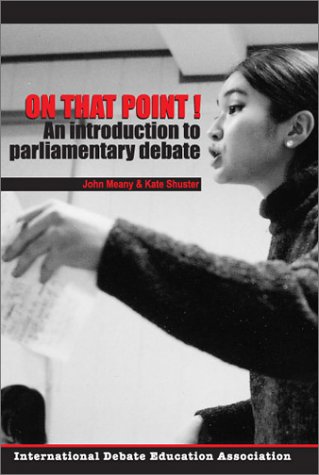 ON THAT POINT !
An introduction to
parliamentary debate
John Meany & Kate Shuster
International Debate Education Association